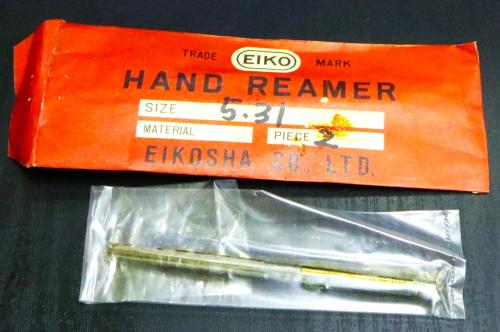 TRADE EIKO MARK
HAND REAMER
SIZE 5.31
MATERIAL PIECE 2
EIKOSHA CO., LTD.